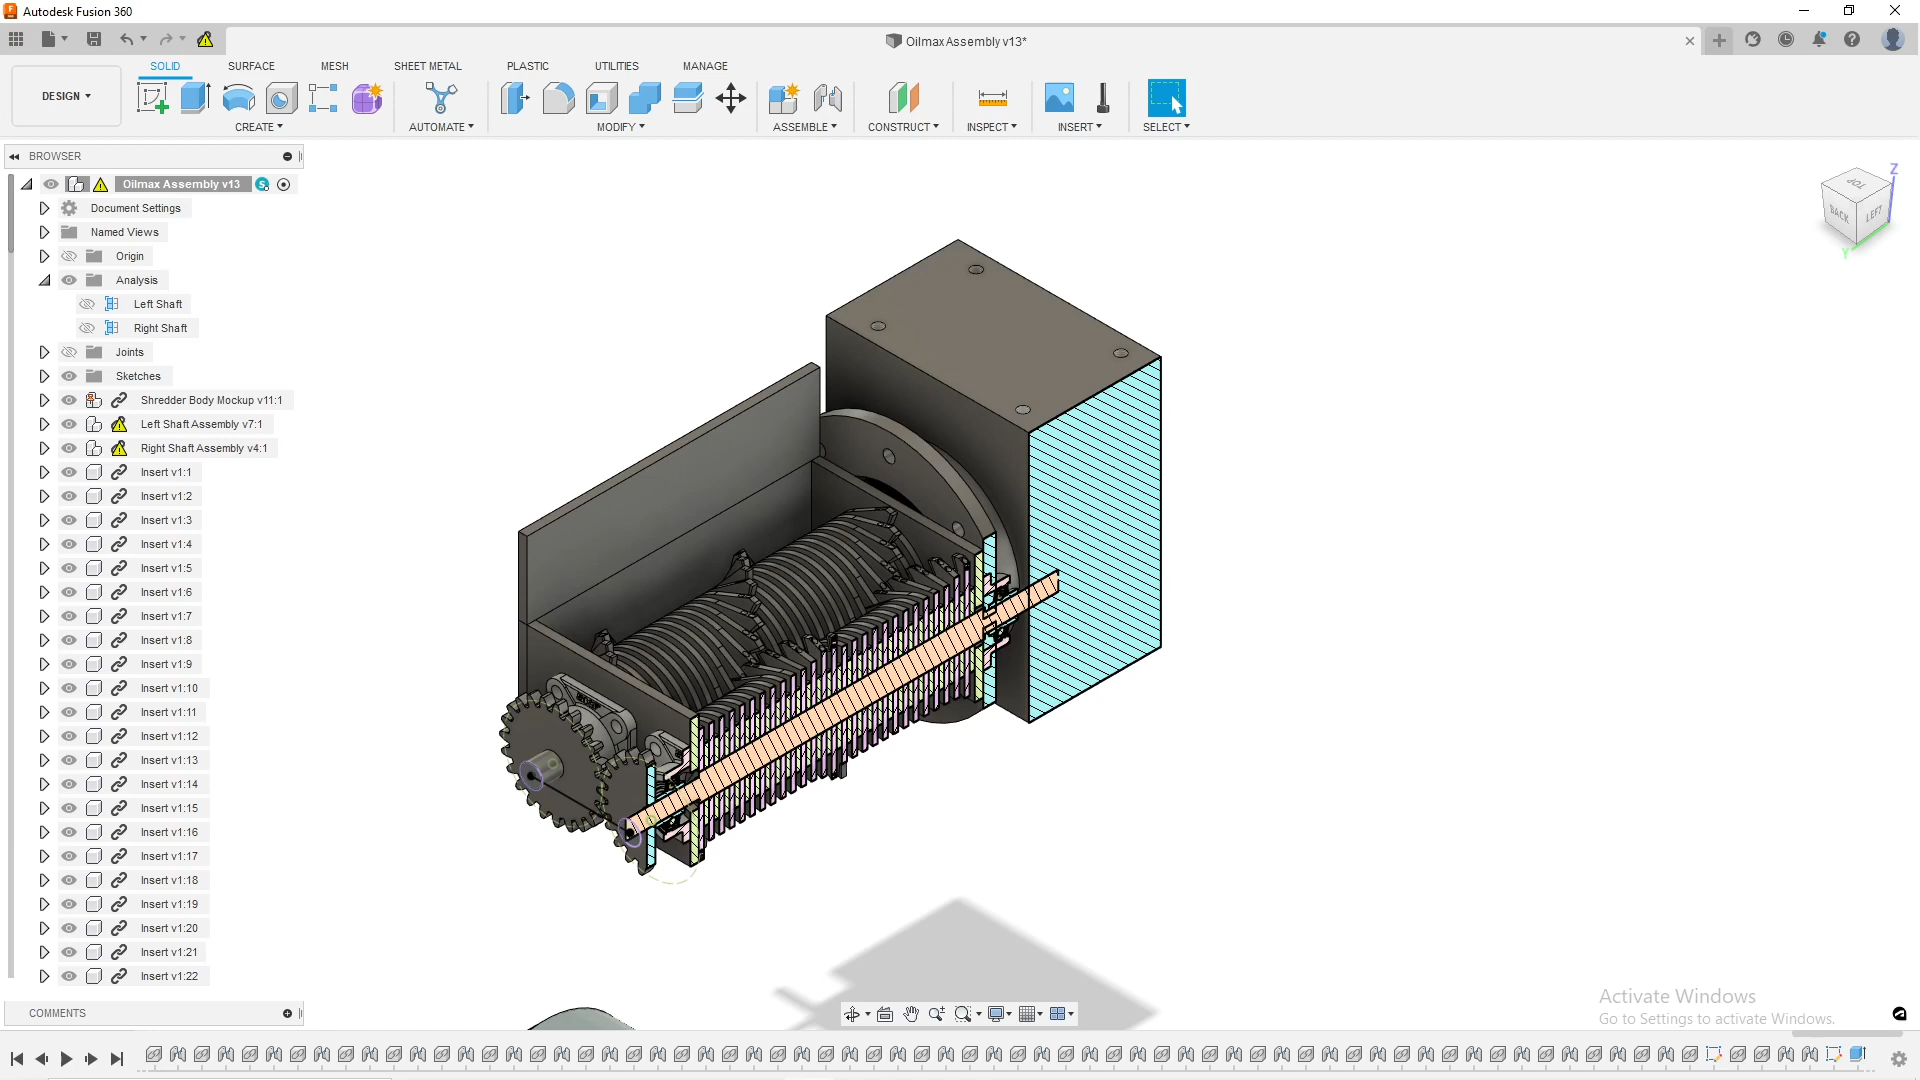 Autodesk Fusion 360
Oilmax Assembly v13*
DESIGN
SOLID
SURFACE
MESH
SHEET METAL
PLASTIC
UTILITIES
MANAGE
CREATE
AUTOMATE
MODIFY
ASSEMBLE
CONSTRUCT
INSPECT
INSERT
SELECT
BROWSER
Oilmax Assembly v13
Document Settings
Named Views
Origin
Analysis
Left Shaft
Right Shaft
Joints
Sketches
Shredder Body Mockup v11:1
Left Shaft Assembly v7:1
Right Shaft Assembly v4:1
Insert v1:1
Insert v1:2
Insert v1:3
Insert v1:4
Insert v1:5
Insert v1:6
Insert v1:7
Insert v1:8
Insert v1:9
Insert v1:10
Insert v1:11
Insert v1:12
Insert v1:13
Insert v1:14
Insert v1:15
Insert v1:16
Insert v1:17
Insert v1:18
Insert v1:19
Insert v1:20
Insert v1:21
Insert v1:22
COMMENTS
Z
TOP
BACK
LEFT
Y
Activate Windows
Go to Settings to activate Windows.